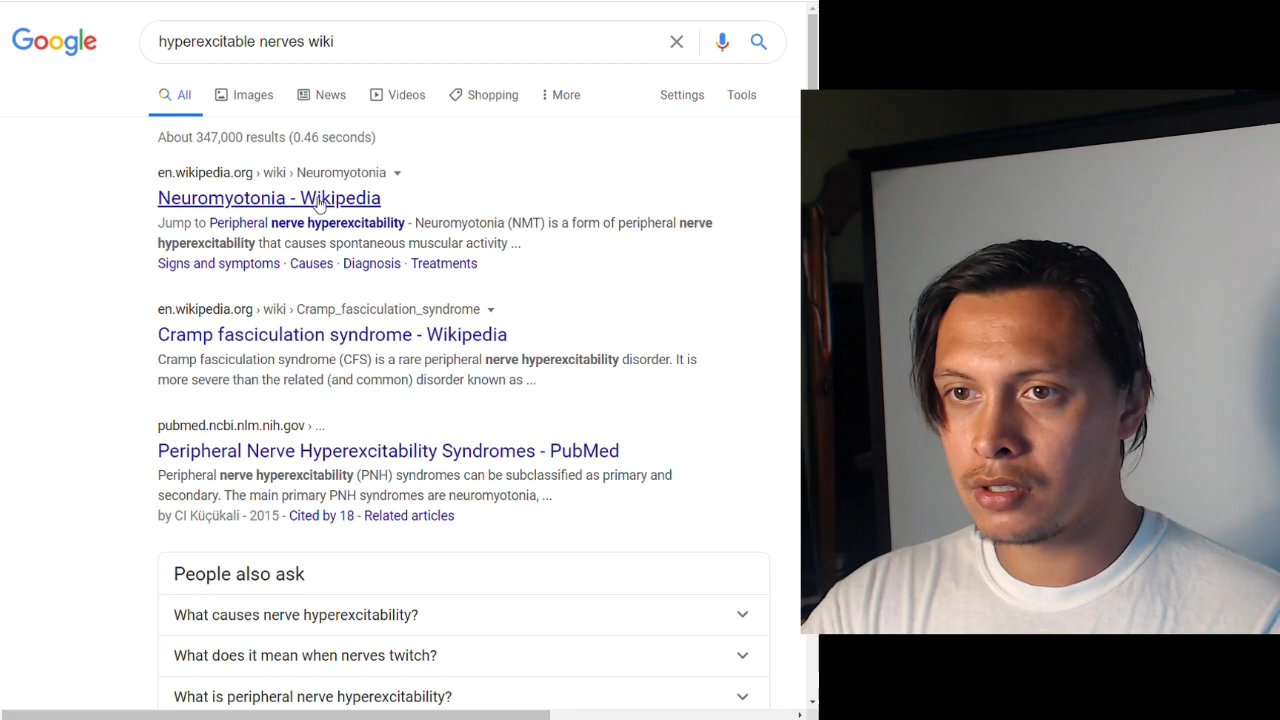 Google
hyperexcitable nerves wiki
All Images News Videos Shopping More Settings Tools
About 347,000 results (0.46 seconds)
en.wikipedia.org › wiki › Neuromyotonia
Neuromyotonia - Wikipedia
Jump to Peripheral nerve hyperexcitability - Neuromyotonia (NMT) is a form of peripheral nerve
hyperexcitability that causes spontaneous muscular activity ...
Signs and symptoms · Causes · Diagnosis · Treatments
en.wikipedia.org › wiki › Cramp_fasciculation_syndrome
Cramp fasciculation syndrome - Wikipedia
Cramp fasciculation syndrome (CFS) is a rare peripheral nerve hyperexcitability disorder. It is
more severe than the related (and common) disorder known as ...
pubmed.ncbi.nlm.nih.gov › ...
Peripheral Nerve Hyperexcitability Syndromes - PubMed
Peripheral nerve hyperexcitability (PNH) syndromes can be subclassified as primary and
secondary. The main primary PNH syndromes are neuromyotonia, ...
by CI Küçükali - 2015 - Cited by 18 - Related articles
People also ask
What causes nerve hyperexcitability?
What does it mean when nerves twitch?
What is peripheral nerve hyperexcitability?